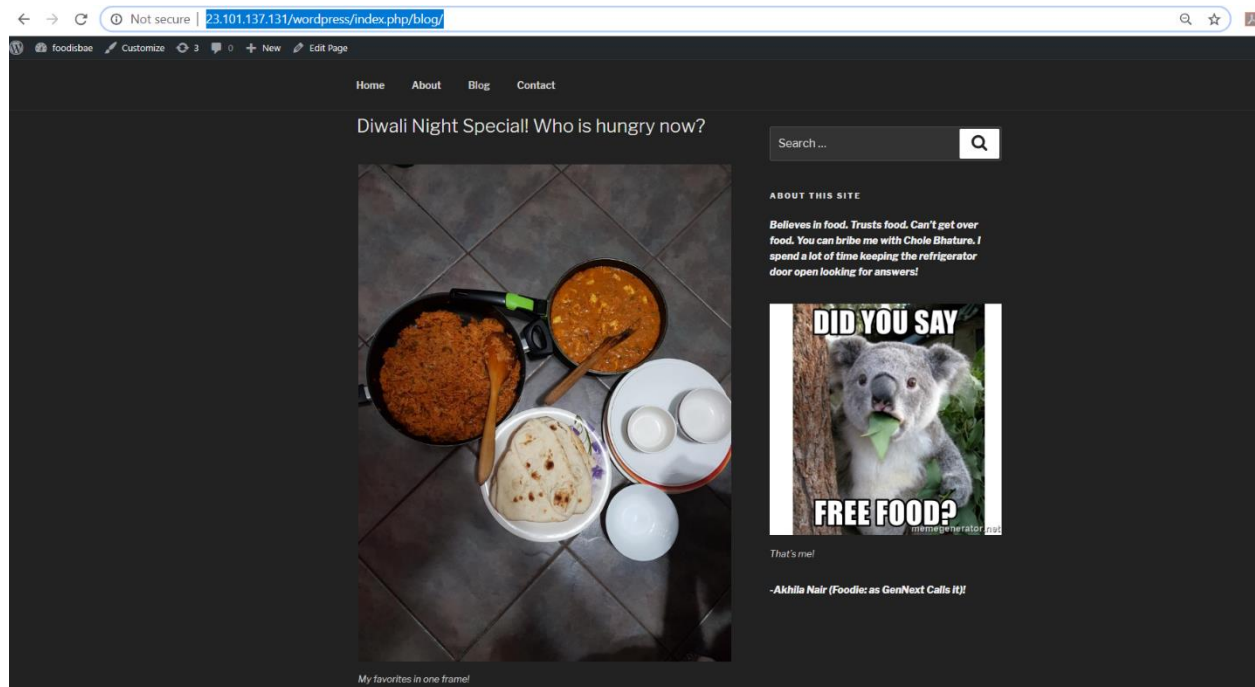 Not secure | 23.101.137.131/wordpress/index.php/blog/
foodisbae Customize 3 0 + New Edit Page
Home About Blog Contact
Diwali Night Special! Who is hungry now?
Search ...
ABOUT THIS SITE
Believes in food. Trusts food. Can't get over
food. You can bribe me with Chole Bhature. I
spend a lot of time keeping the refrigerator
door open looking for answers!
DID YOU SAY
FREE FOOD?
memegenerator.net
That's me!
-Akhila Nair (Foodie: as GenNext Calls it)!
My favorites in one frame!